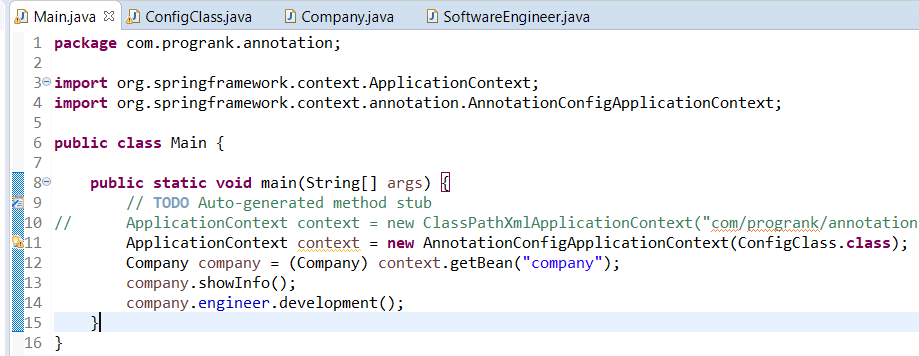 Main.java ConfigClass.java Company.java SoftwareEngineer.java
1 package com.progrank.annotation;
2
3 import org.springframework.context.ApplicationContext;
4 import org.springframework.context.annotation.AnnotationConfigApplicationContext;
5
6 public class Main {
7
8 public static void main(String[] args) {
9 // TODO Auto-generated method stub
10 // ApplicationContext context = new ClassPathXmlApplicationContext("com/progrank/annotation
11 ApplicationContext context = new AnnotationConfigApplicationContext(ConfigClass.class);
12 Company company = (Company) context.getBean("company");
13 company.showInfo();
14 company.engineer.development();
15 }
16 }